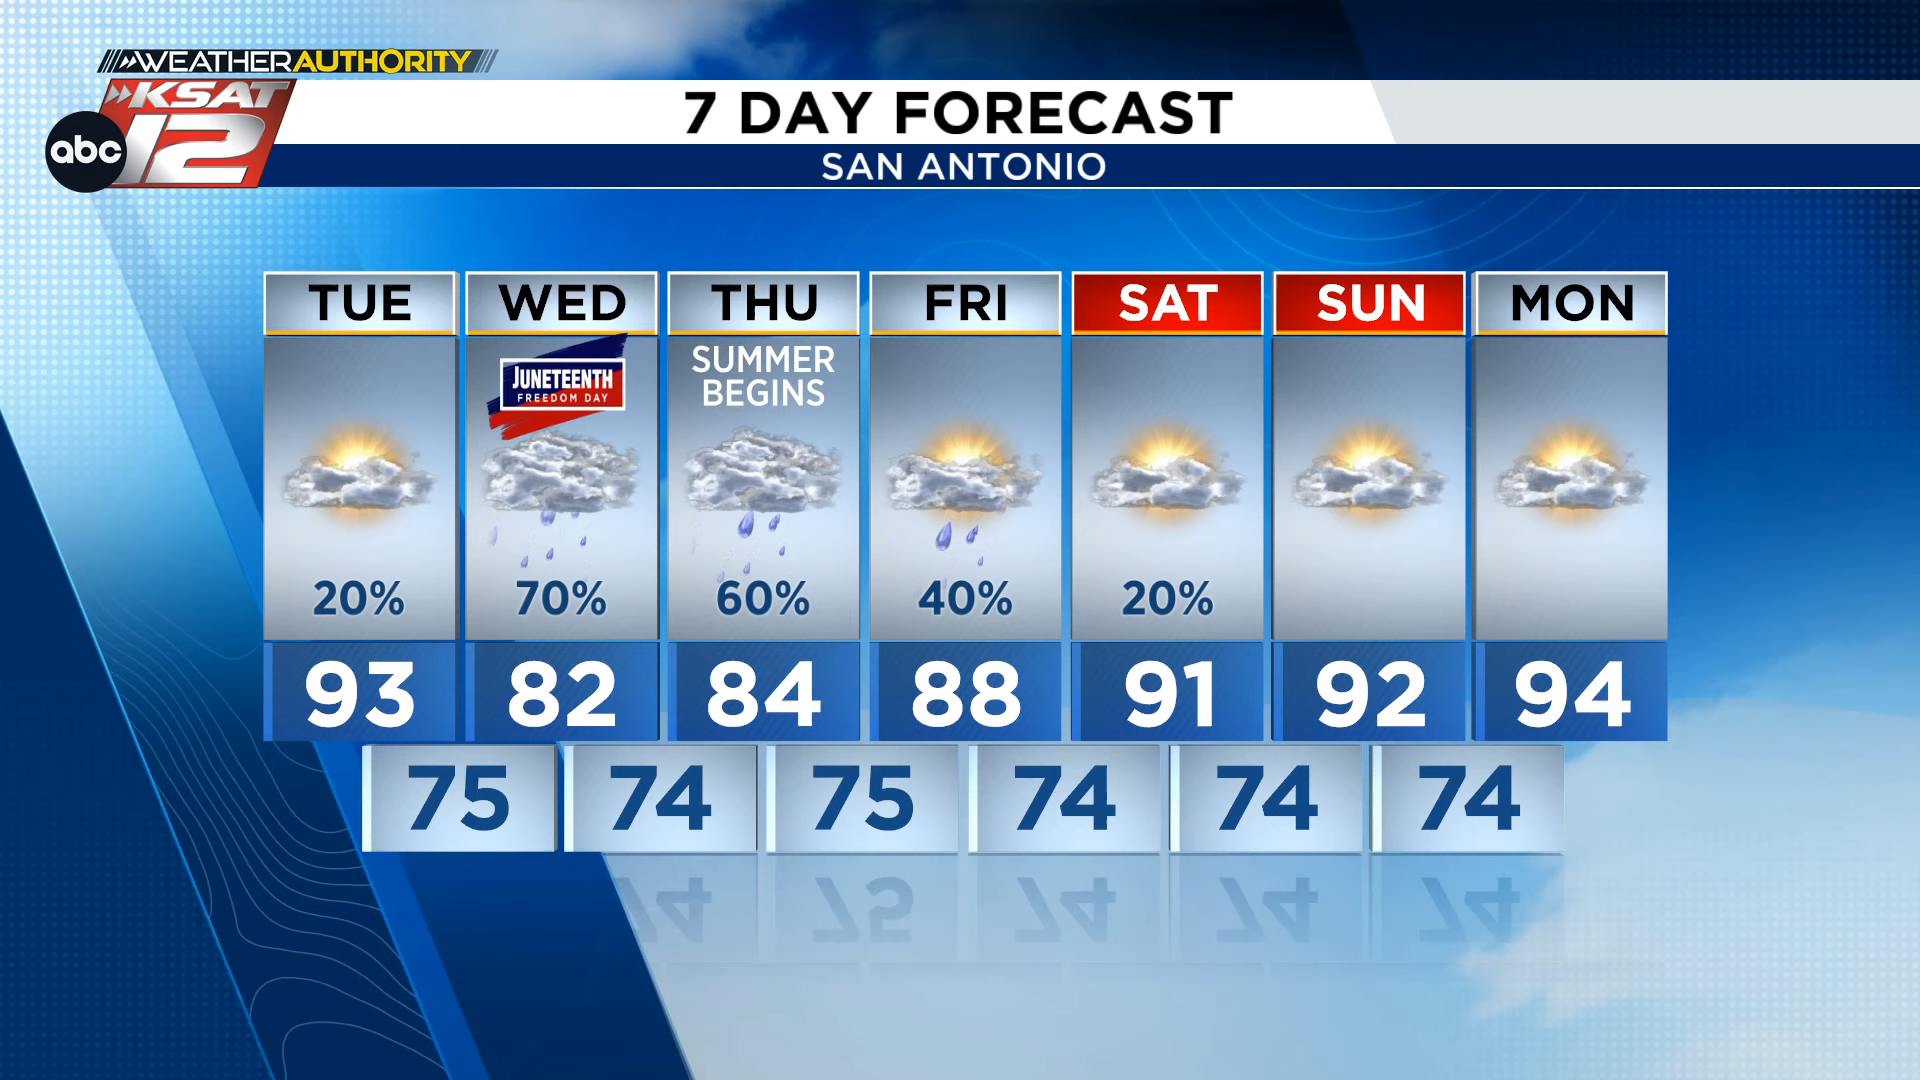 WEATHERAUTHORITY
KSAT
abc 12
7 DAY FORECAST
SAN ANTONIO
TUE WED THU FRI SAT SUN MON
JUNETEENTH
FREEDOM DAY
SUMMER
BEGINS
20% 70% 60% 40% 20%
93 82 84 88 91 92 94
75 74 75 74 74 74